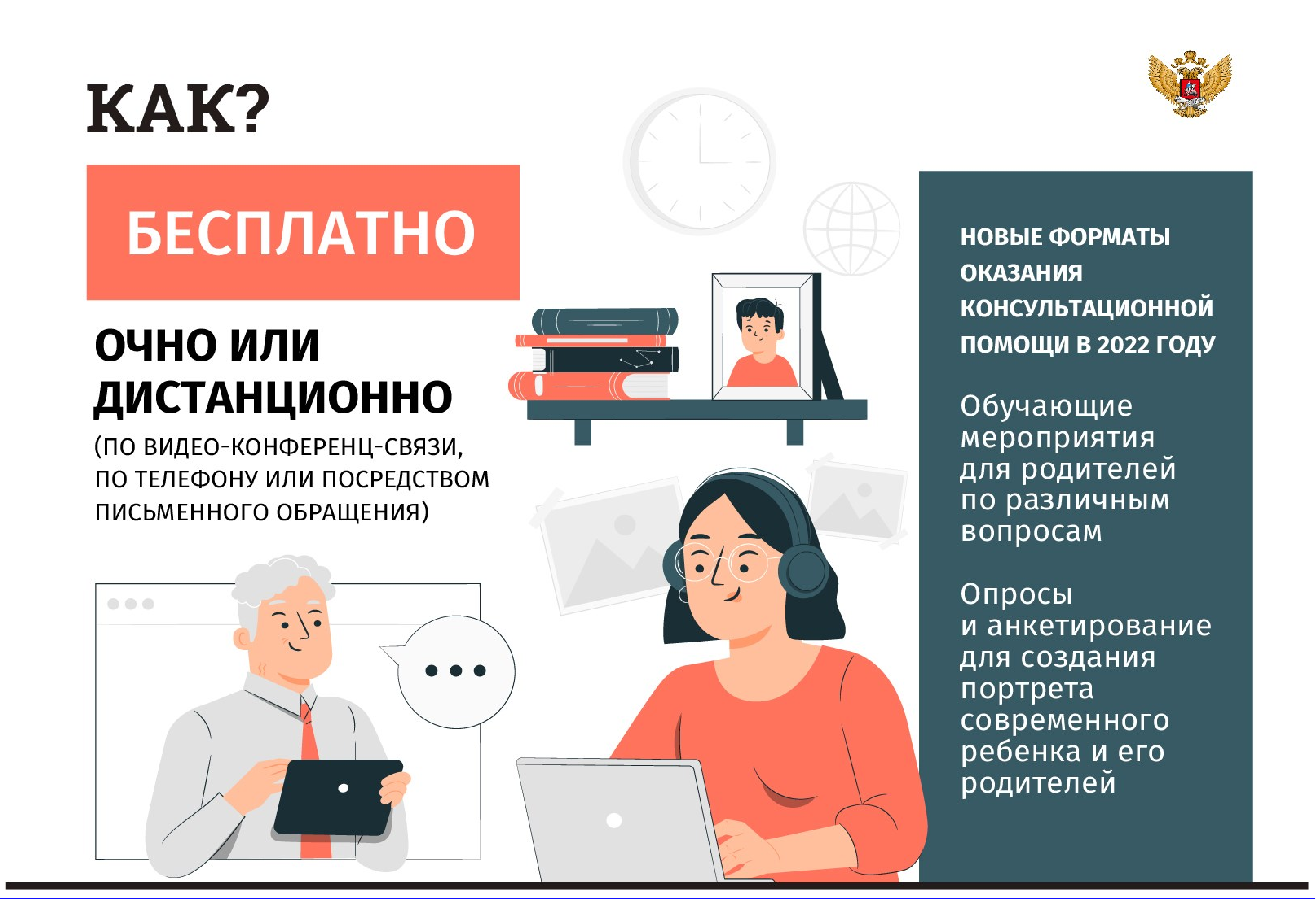 КАК?
БЕСПЛАТНО
ОЧНО ИЛИ
ДИСТАНЦИОННО
(ПО ВИДЕО-КОНФЕРЕНЦ-СВЯЗИ,
ПО ТЕЛЕФОНУ ИЛИ ПОСРЕДСТВОМ
ПИСЬМЕННОГО ОБРАЩЕНИЯ)
НОВЫЕ ФОРМАТЫ
ОКАЗАНИЯ
КОНСУЛЬТАЦИОННОЙ
ПОМОЩИ В 2022 ГОДУ
Обучающие
мероприятия
для родителей
по различным
вопросам
Опросы
и анкетирование
для создания
портрета
современного
ребенка и его
родителей